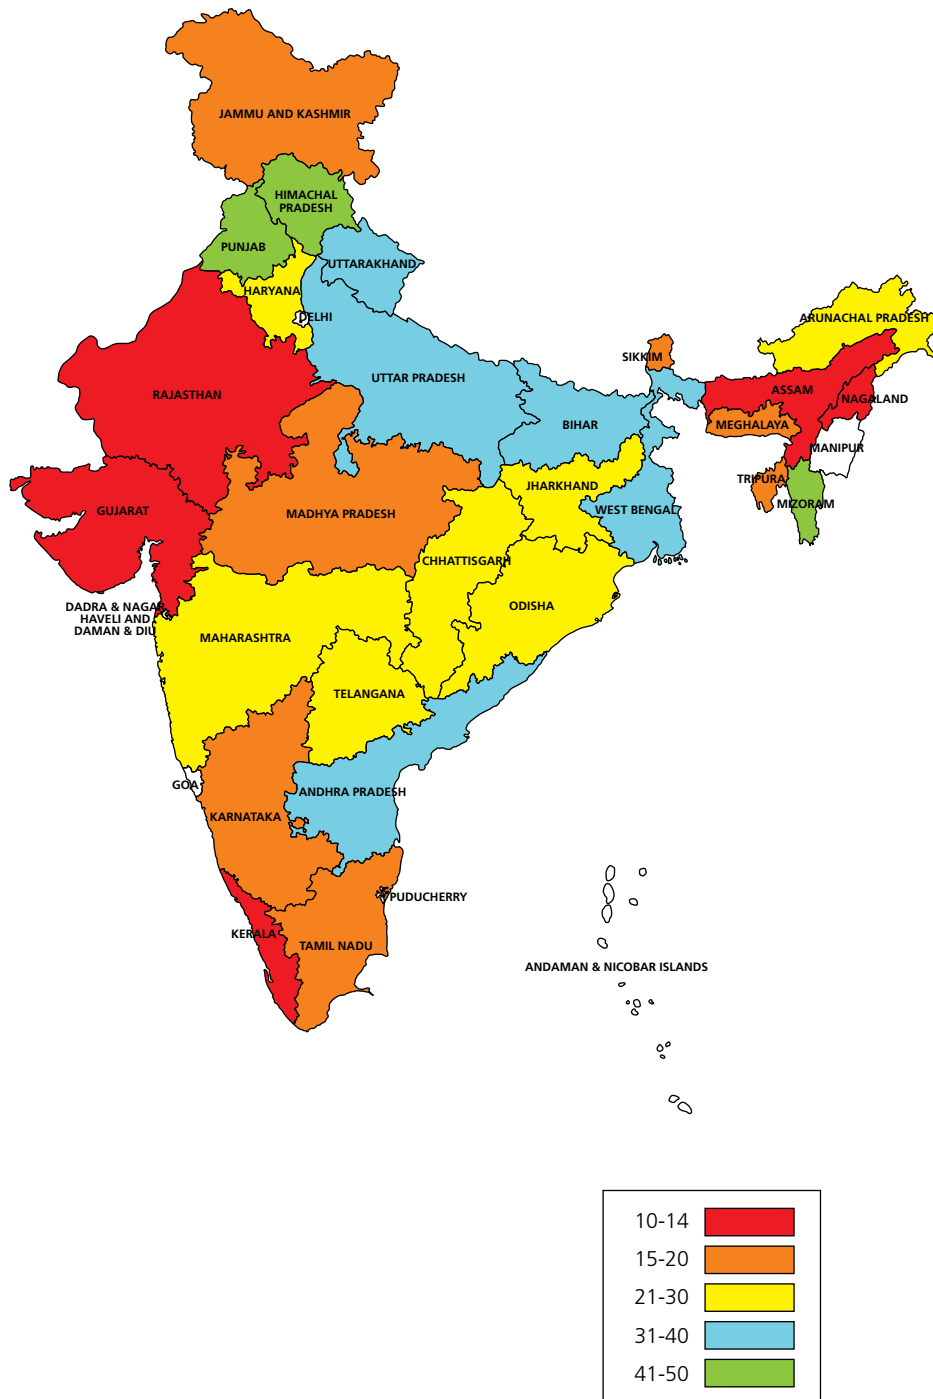 JAMMU AND KASHMIR
HIMACHAL
PRADESH
PUNJAB
UTTARAKHAND
HARYANA
DELHI
ARUNACHAL PRADESH
SIKKIM
UTTAR PRADESH
RAJASTHAN
ASSAM
NAGALAND
BIHAR
MEGHALAYA
MANIPUR
TRIPURA
JHARKHAND
MIZORAM
GUJARAT
MADHYA PRADESH
WEST BENGAL
CHHATTISGARH
DADRA & NAGAR
HAVELI AND
DAMAN & DIU
ODISHA
MAHARASHTRA
TELANGANA
GOA
ANDHRA PRADESH
KARNATAKA
PUDUCHERRY
KERALA
TAMIL NADU
ANDAMAN & NICOBAR ISLANDS
10-14
15-20
21-30
31-40
41-50